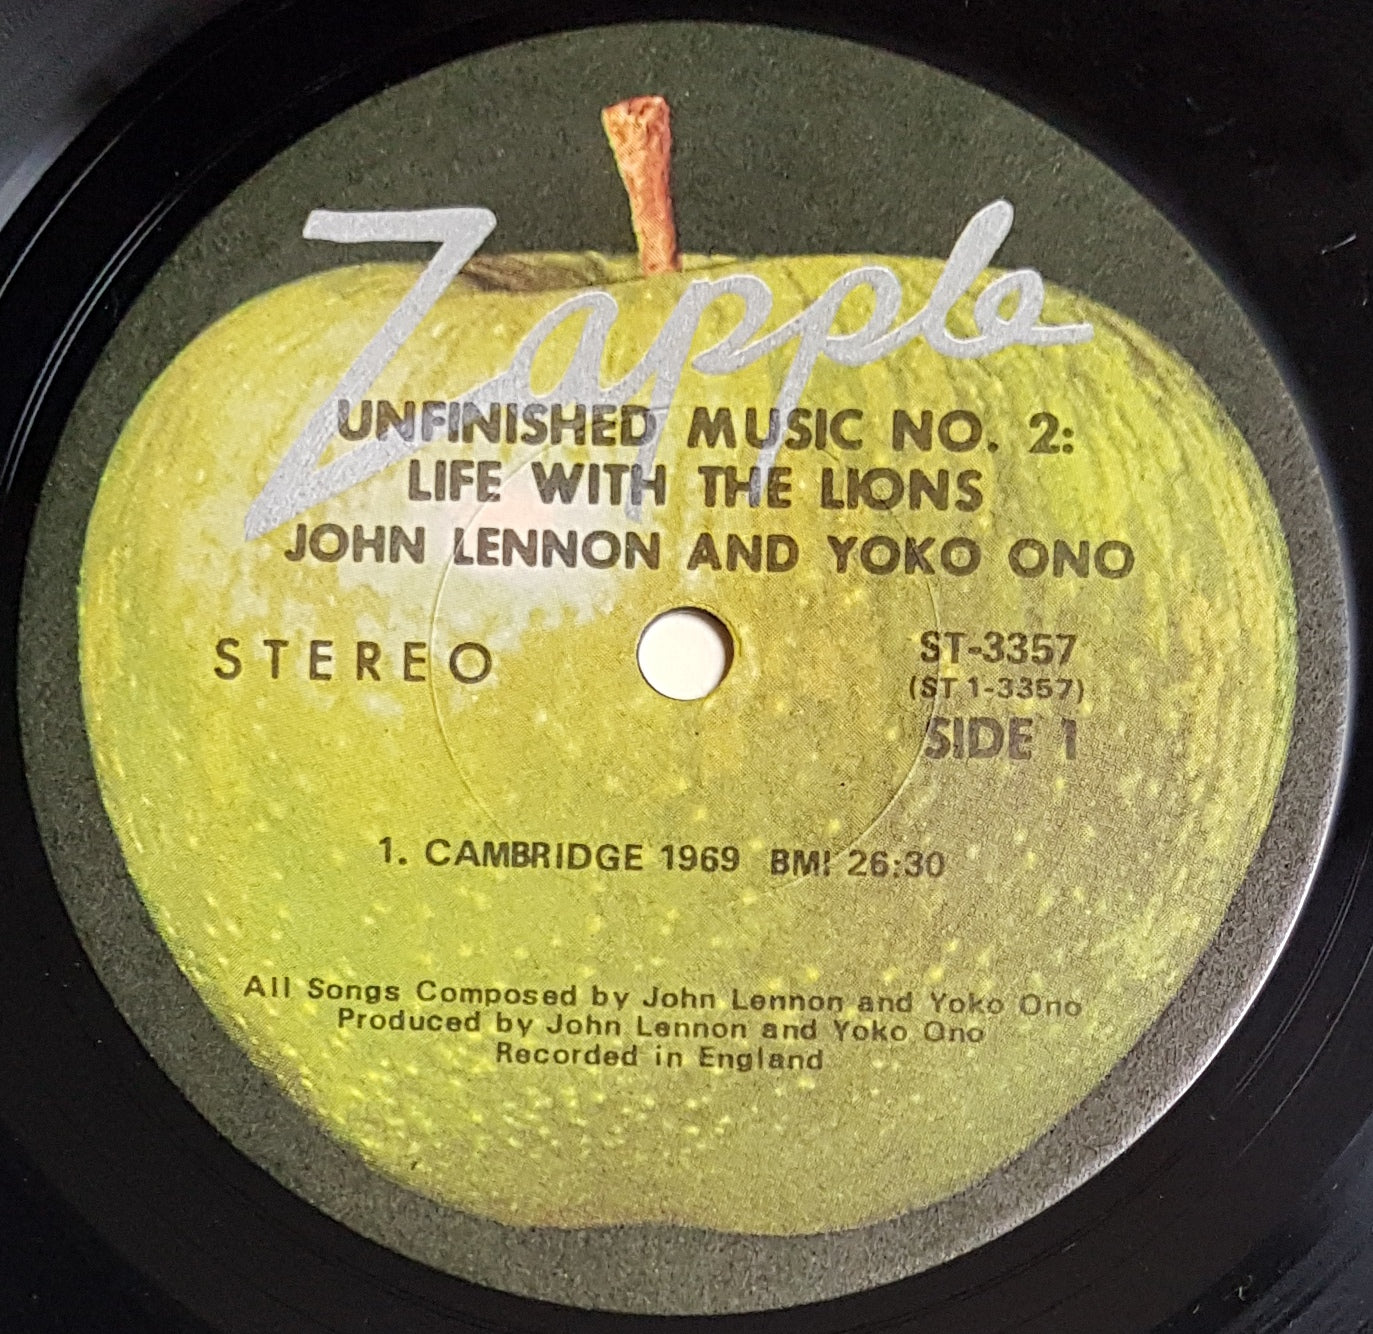 Zapple
UNFINISHED MUSIC NO. 2:
LIFE WITH THE LIONS
JOHN LENNON AND YOKO ONO
STEREO
ST-3357
(ST 1-3357)
SIDE 1
1. CAMBRIDGE 1969 BMI 26:30
All Songs Composed by John Lennon and Yoko Ono
Produced by John Lennon and Yoko Ono
Recorded in England